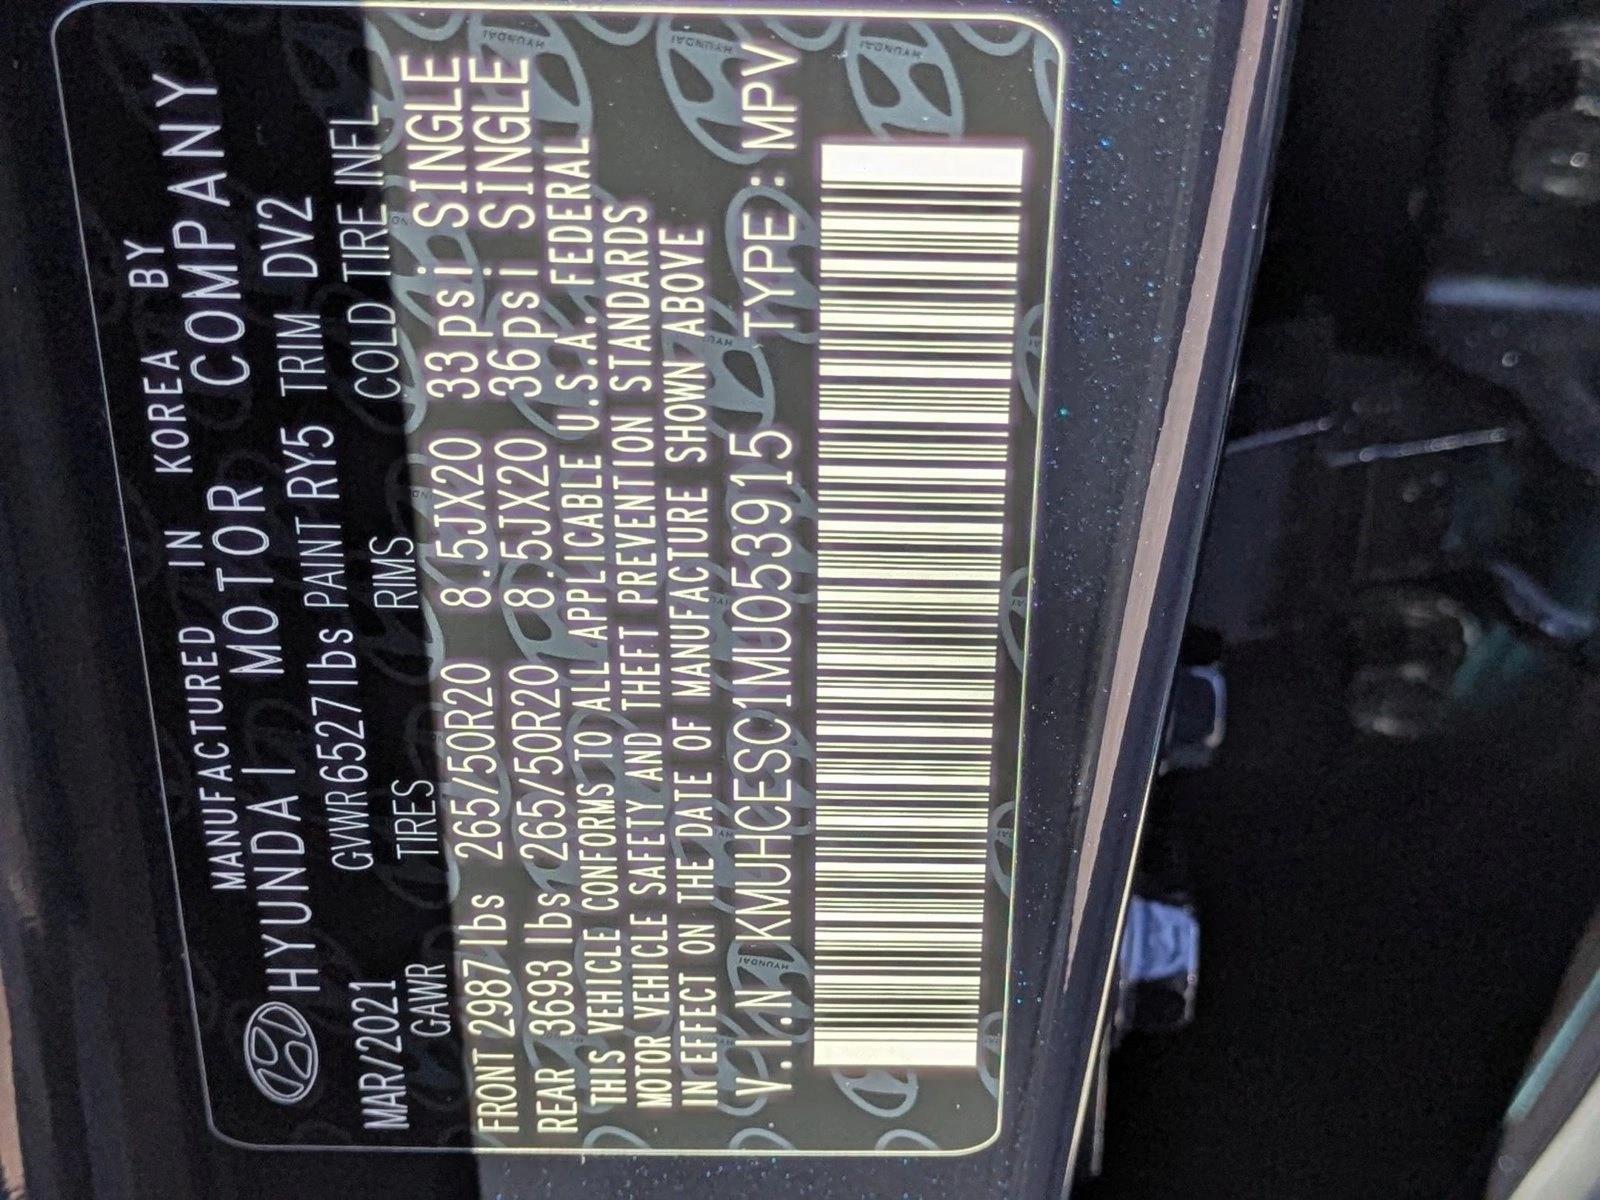 MANUFACTURED IN KOREA BY
HYUNDAI MOTOR COMPANY
MAR/2021 GVWR6527lbs PAINT RY5 TRIM DV2
GAWR TIRES RIMS COLD TIRE INFL
FRONT 2987lbs 265/50R20 8.5JX20 33psi SINGLE
REAR 3693lbs 265/50R20 8.5JX20 36psi SINGLE
THIS VEHICLE CONFORMS TO ALL APPLICABLE U.S.A. FEDERAL
MOTOR VEHICLE SAFETY AND THEFT PREVENTION STANDARDS
IN EFFECT ON THE DATE OF MANUFACTURE SHOWN ABOVE
V.I.N KMUHCESC1MU053915 TYPE: MPV
HYUNDAI